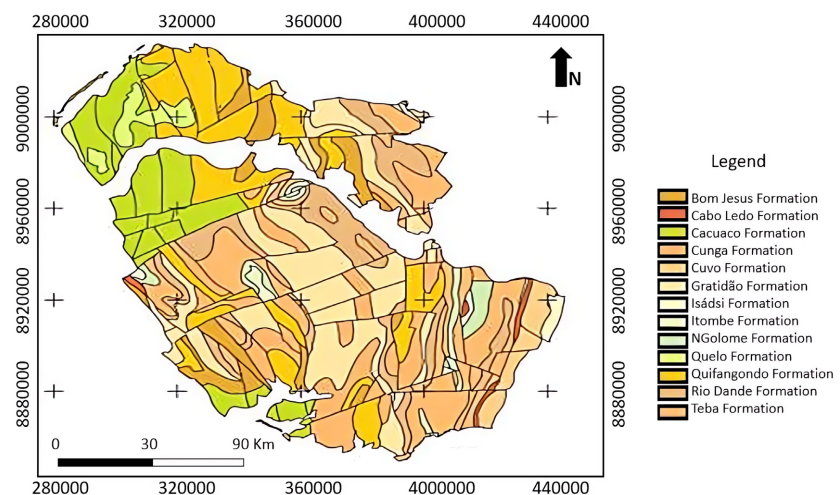 280000 320000 360000 4000000 440000
N
9000000 9000000
8960000 8960000
8920000 8920000
8880000 8880000
0 30 90 Km
280000 320000 360000 4000000 440000
Legend
Bom Jesus Formation
Cabo Ledo Formation
Cacuaco Formation
Cunga Formation
Cuvo Formation
Gratidão Formation
Isádsi Formation
Itombe Formation
NGolome Formation
Quelo Formation
Quifangondo Formation
Rio Dande Formation
Teba Formation